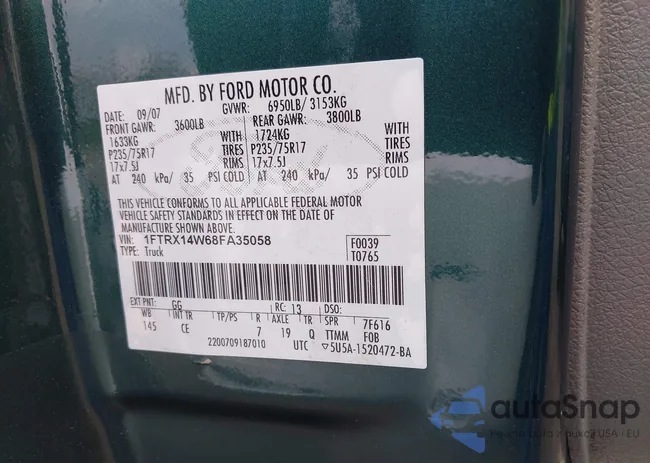 MFD. BY FORD MOTOR CO.
DATE: 09/07 GVWR: 6950LB/ 3153KG
FRONT GAWR: 3600LB REAR GAWR: 3800LB
1633KG WITH 1724KG WITH
P235/75R17 TIRES P235/75R17 TIRES
17x7.5J RIMS 17x7.5J RIMS
AT 240 kPa/ 35 PSI COLD AT 240 kPa/ 35 PSI COLD
THIS VEHICLE CONFORMS TO ALL APPLICABLE FEDERAL MOTOR
VEHICLE SAFETY STANDARDS IN EFFECT ON THE DATE OF
MANUFACTURE SHOWN ABOVE.
VIN: 1FTRX14W68FA35058 F0039
TYPE: Truck T0765
EXT PNT: GG RC: 13 DSO:
WB INT TR TP/PS R AXLE TR SPR 7F616
145 CE 7 19 Q TTMM FOB
2200709187010 UTC ▽5U5A-1520472-BA
Ford
autoSnap
USA / EU